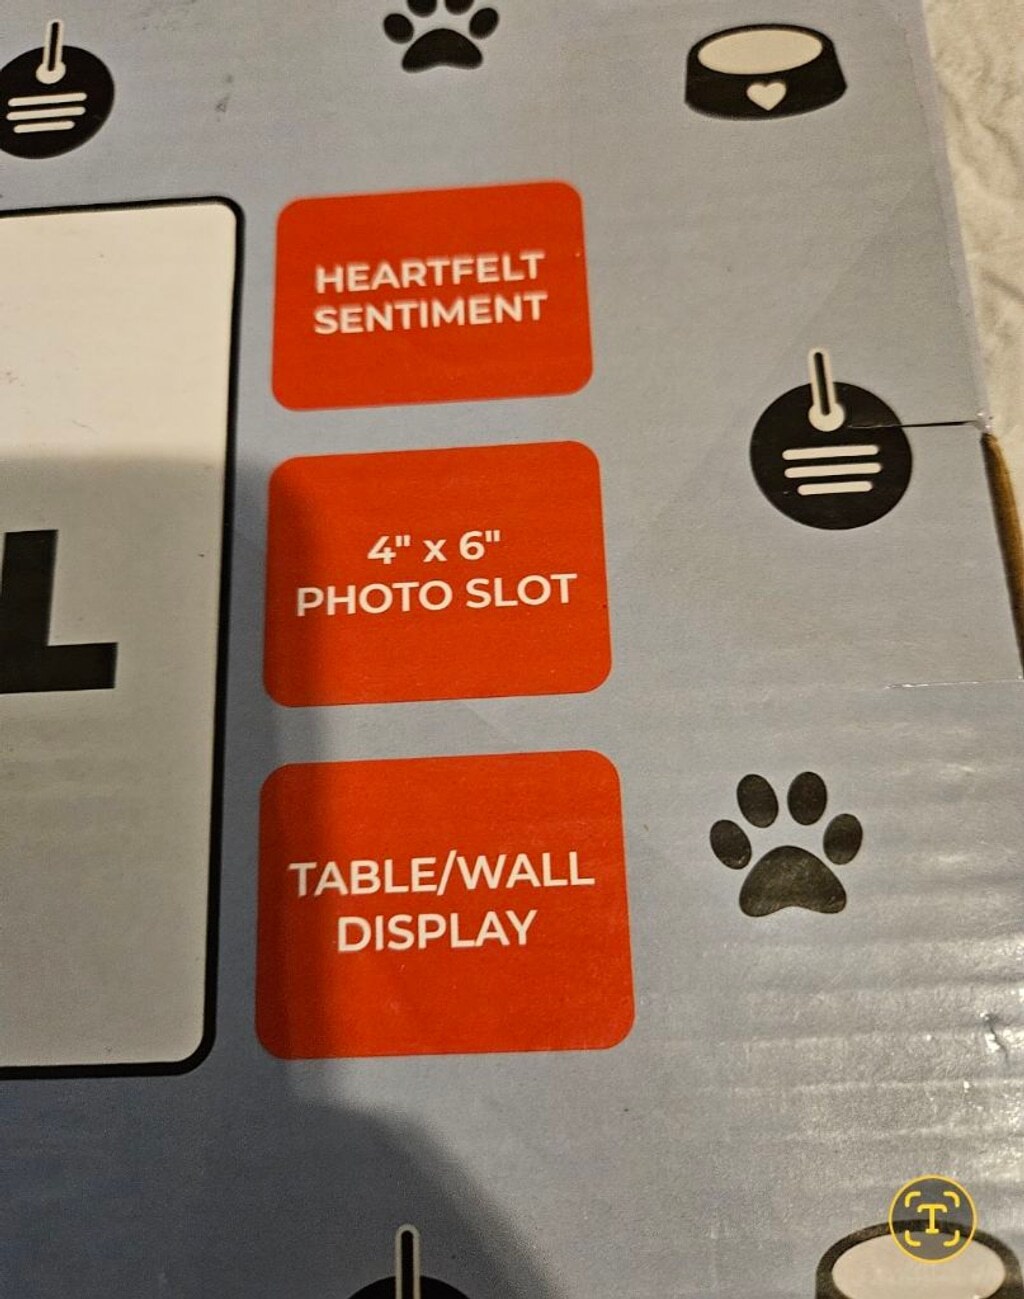 HEARTFELT
SENTIMENT
L
4" x 6"
PHOTO SLOT
TABLE/WALL
DISPLAY